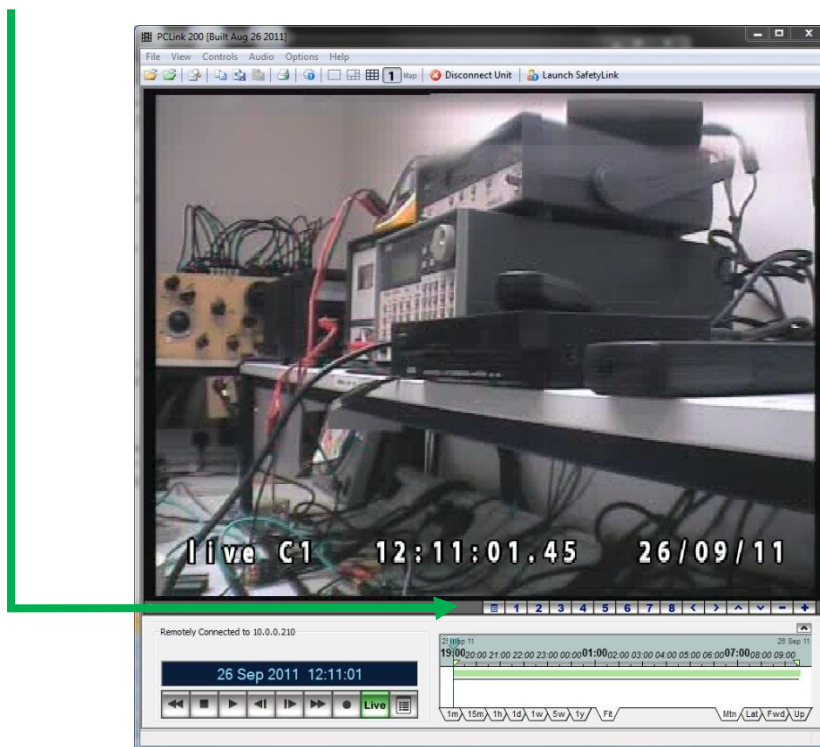 PCLink 200 [Built Aug 26 2011]
File View Controls Audio Options Help
1 Map Disconnect Unit Launch SafetyLink
live C1 12:11:01.45 26/09/11
1 2 3 4 5 6 7 8 < > ^ v - +
Remotely Connected to 10.0.0.210
Sep 11 26 Sep 11
19:00 20:00 21:00 22:00 23:00 00:00 01:00 02:00 03:00 04:00 05:00 06:00 07:00 08:00 09:00
26 Sep 2011 12:11:01
Live
1m 15m 1h 1d 1w 5w 1y Fit Mtn Lat Fwd Up